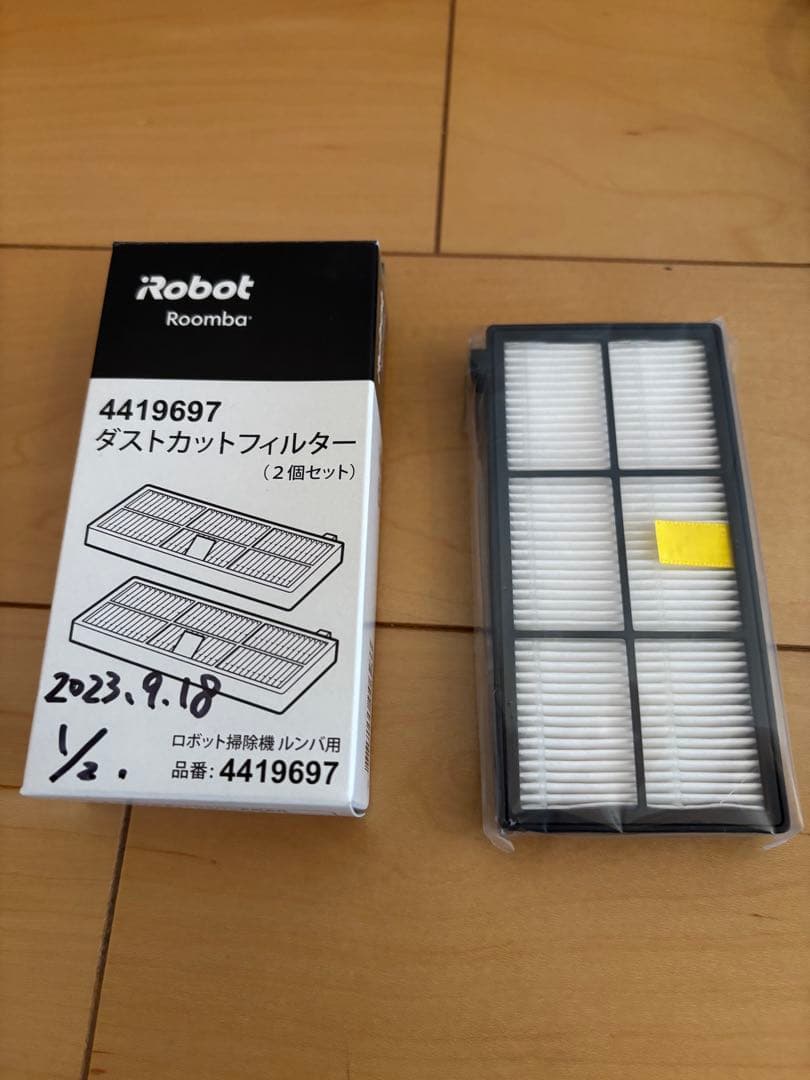 iRobot
Roomba
4419697
ダストカットフィルター
(2個セット)
2023.9.18
1/2.
ロボット掃除機 ルンバ用
品番: 4419697